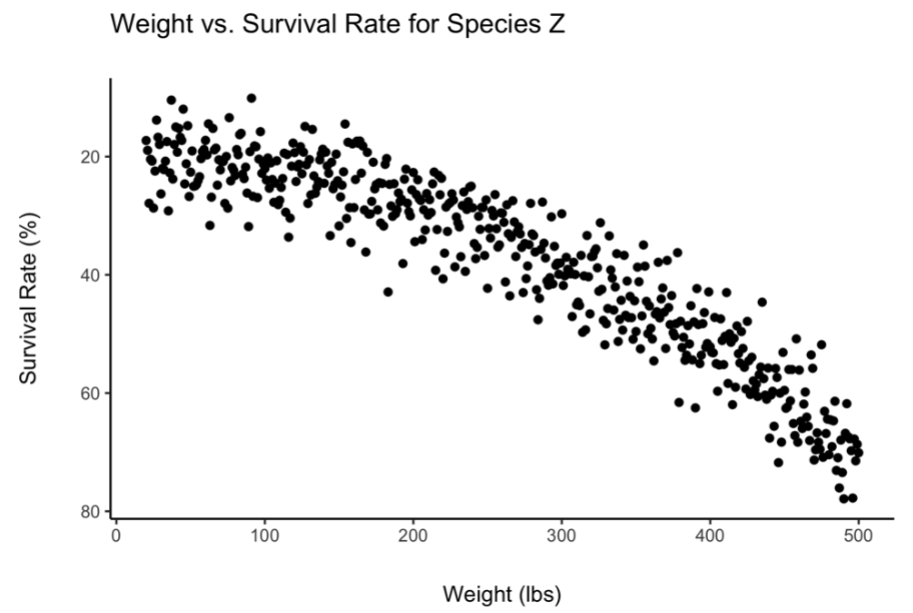 Weight vs. Survival Rate for Species Z
Survival Rate (%)
20
40
60
80
0 100 200 300 400 500
Weight (lbs)